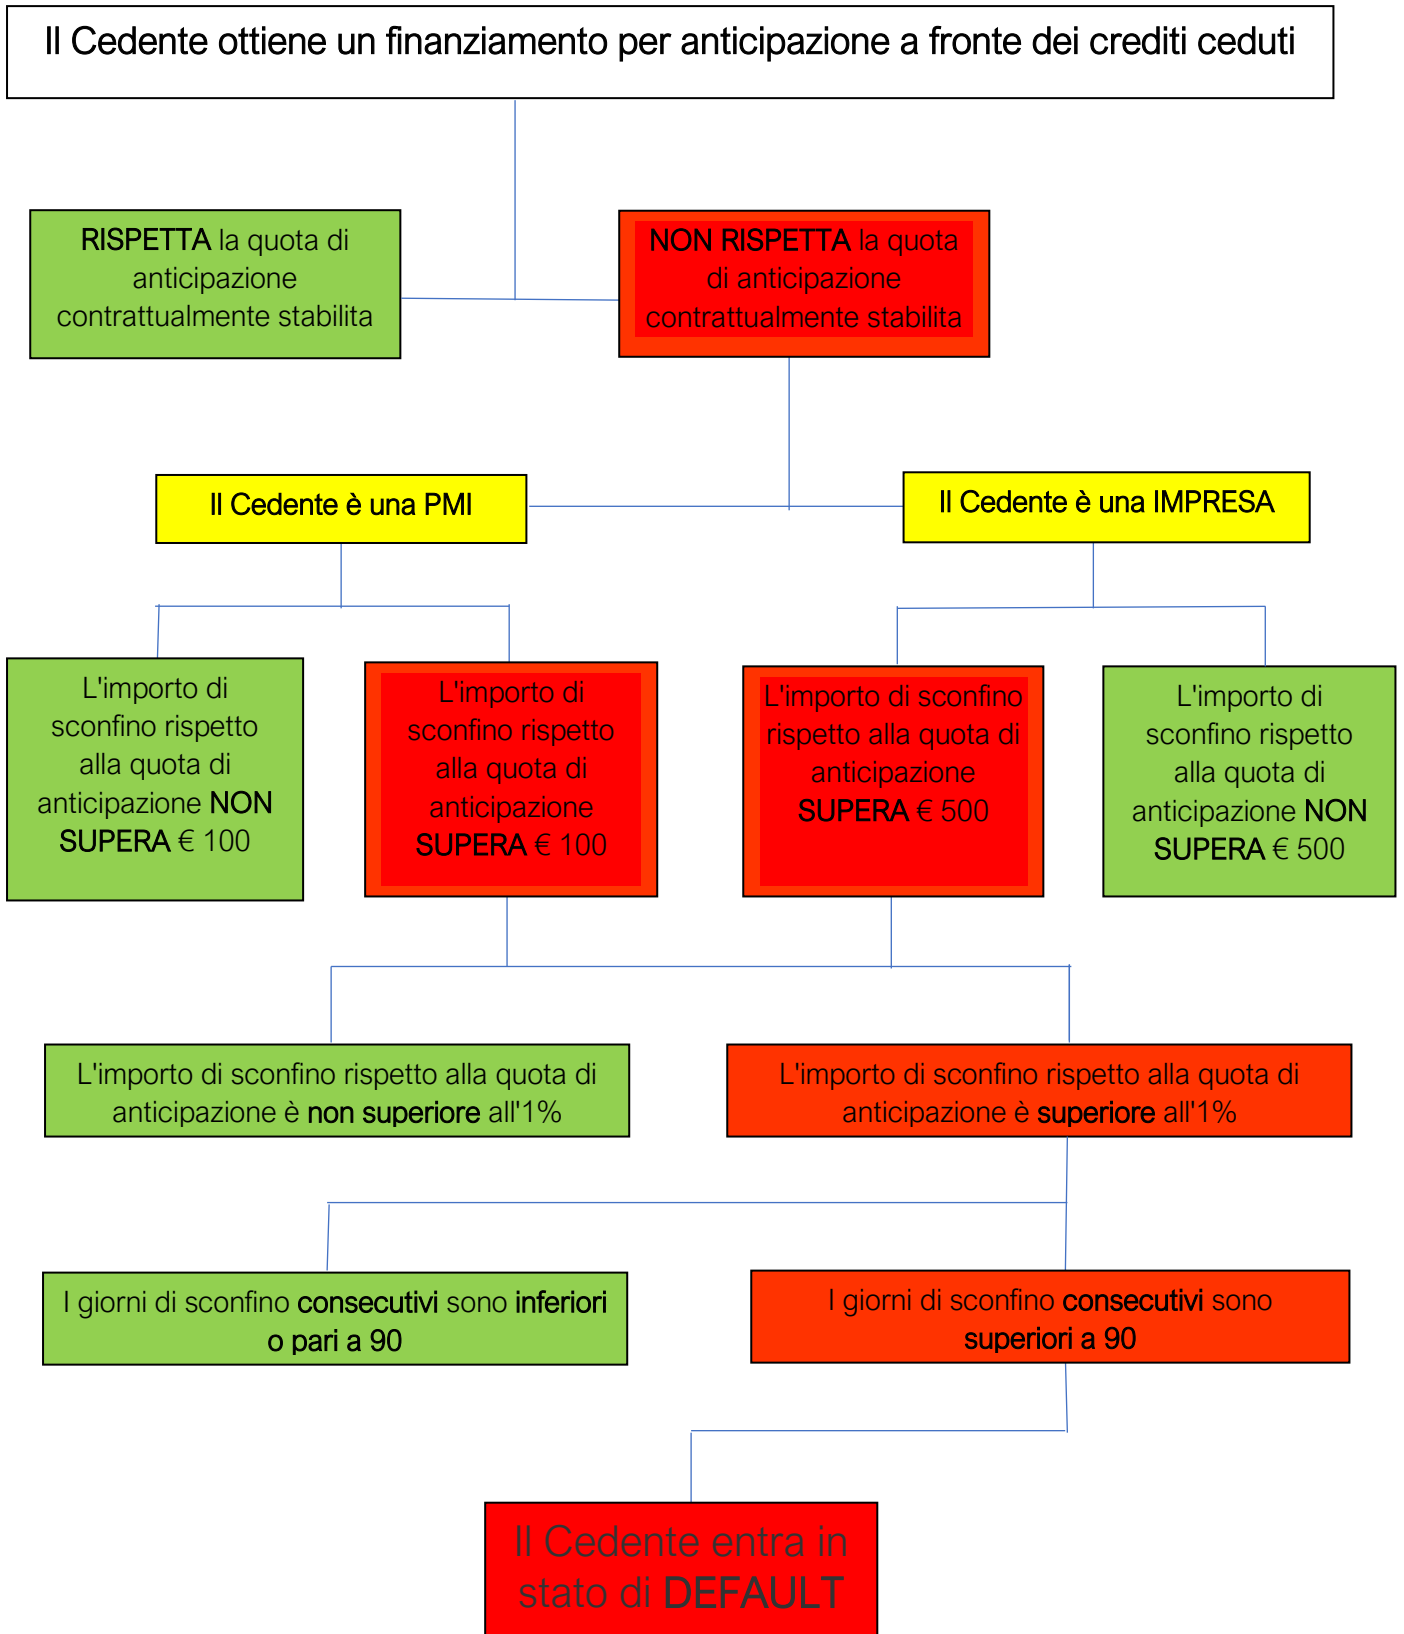 Il Cedente ottiene un finanziamento per anticipazione a fronte dei crediti ceduti
RISPETTA la quota di
anticipazione
contrattualmente stabilita
NON RISPETTA la quota
di anticipazione
contrattualmente stabilita
Il Cedente è una PMI
Il Cedente è una IMPRESA
L'importo di
sconfino rispetto
alla quota di
anticipazione NON
SUPERA € 100
L'importo di
sconfino rispetto
alla quota di
anticipazione
SUPERA € 100
L'importo di sconfino
rispetto alla quota di
anticipazione
SUPERA € 500
L'importo di
sconfino rispetto
alla quota di
anticipazione NON
SUPERA € 500
L'importo di sconfino rispetto alla quota di
anticipazione è non superiore all'1%
L'importo di sconfino rispetto alla quota di
anticipazione è superiore all'1%
I giorni di sconfino consecutivi sono inferiori
o pari a 90
I giorni di sconfino consecutivi sono
superiori a 90
Il Cedente entra in
stato di DEFAULT